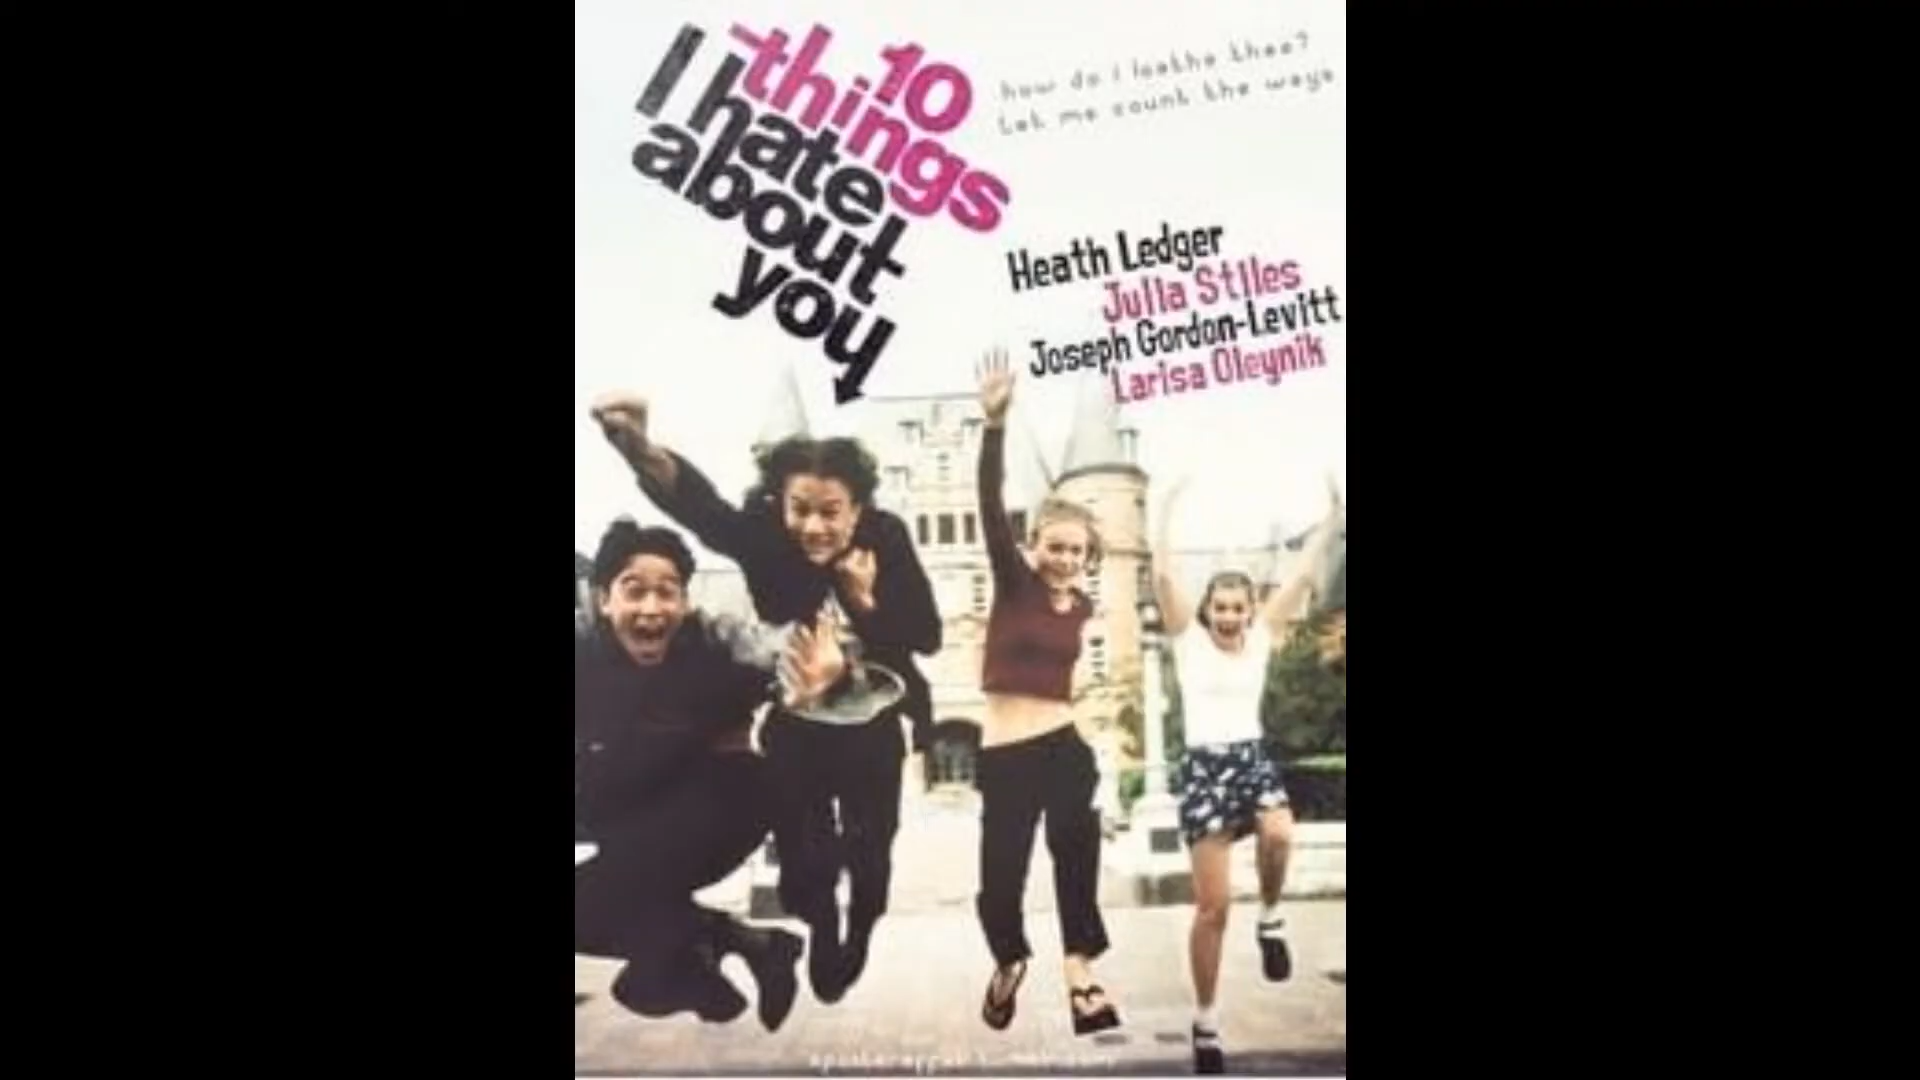 10
things
I hate
about
you
how do I loathe thee?
Let me count the ways
Heath Ledger
Julia Stiles
Joseph Gordon-Levitt
Larisa Oleynik